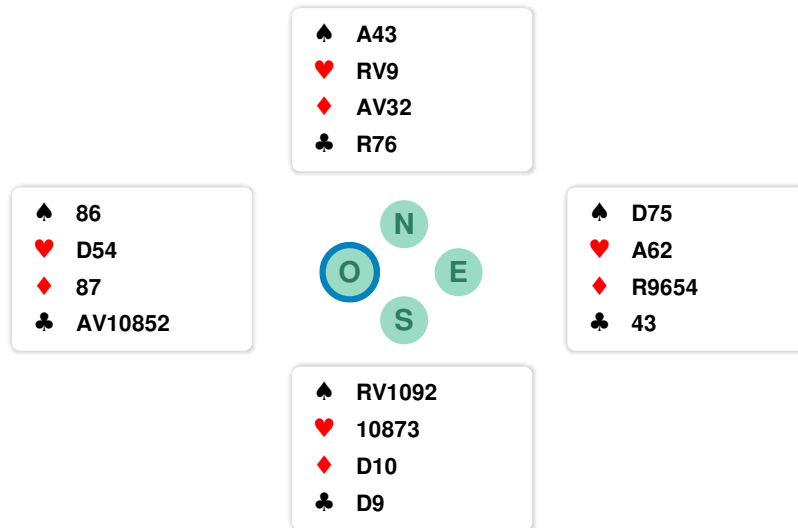 ♠ A43
♥ RV9
♦ AV32
♣ R76
♠ 86
♥ D54
♦ 87
♣ AV10852
N
O E
S
♠ D75
♥ A62
♦ R9654
♣ 43
♠ RV1092
♥ 10873
♦ D10
♣ D9